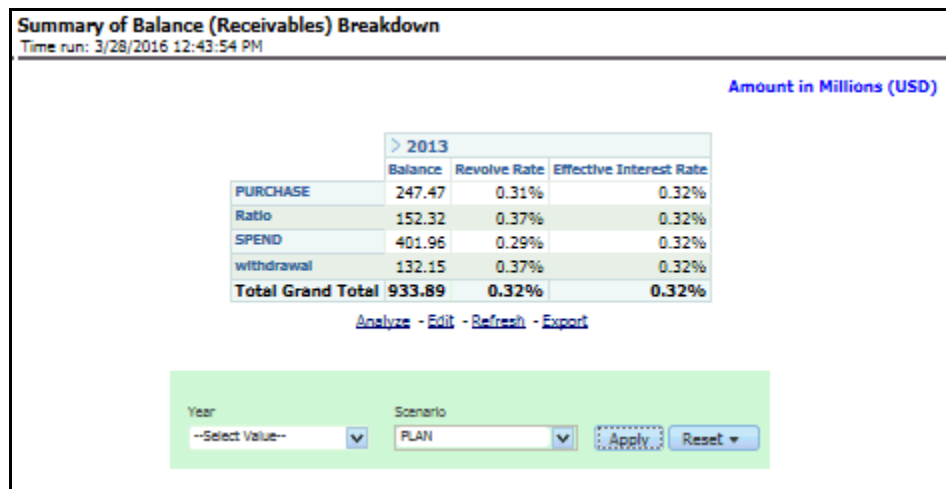 Summary of Balance (Receivables) Breakdown
Time run: 3/28/2016 12:43:54 PM
Amount in Millions (USD)
> 2013
Balance Revolve Rate Effective Interest Rate
PURCHASE 247.47 0.31% 0.32%
Ratio 152.32 0.37% 0.32%
SPEND 401.96 0.29% 0.32%
withdrawal 132.15 0.37% 0.32%
Total Grand Total 933.89 0.32% 0.32%
Analyze - Edit - Refresh - Export
Year Scenario
--Select Value-- PLAN Apply Reset